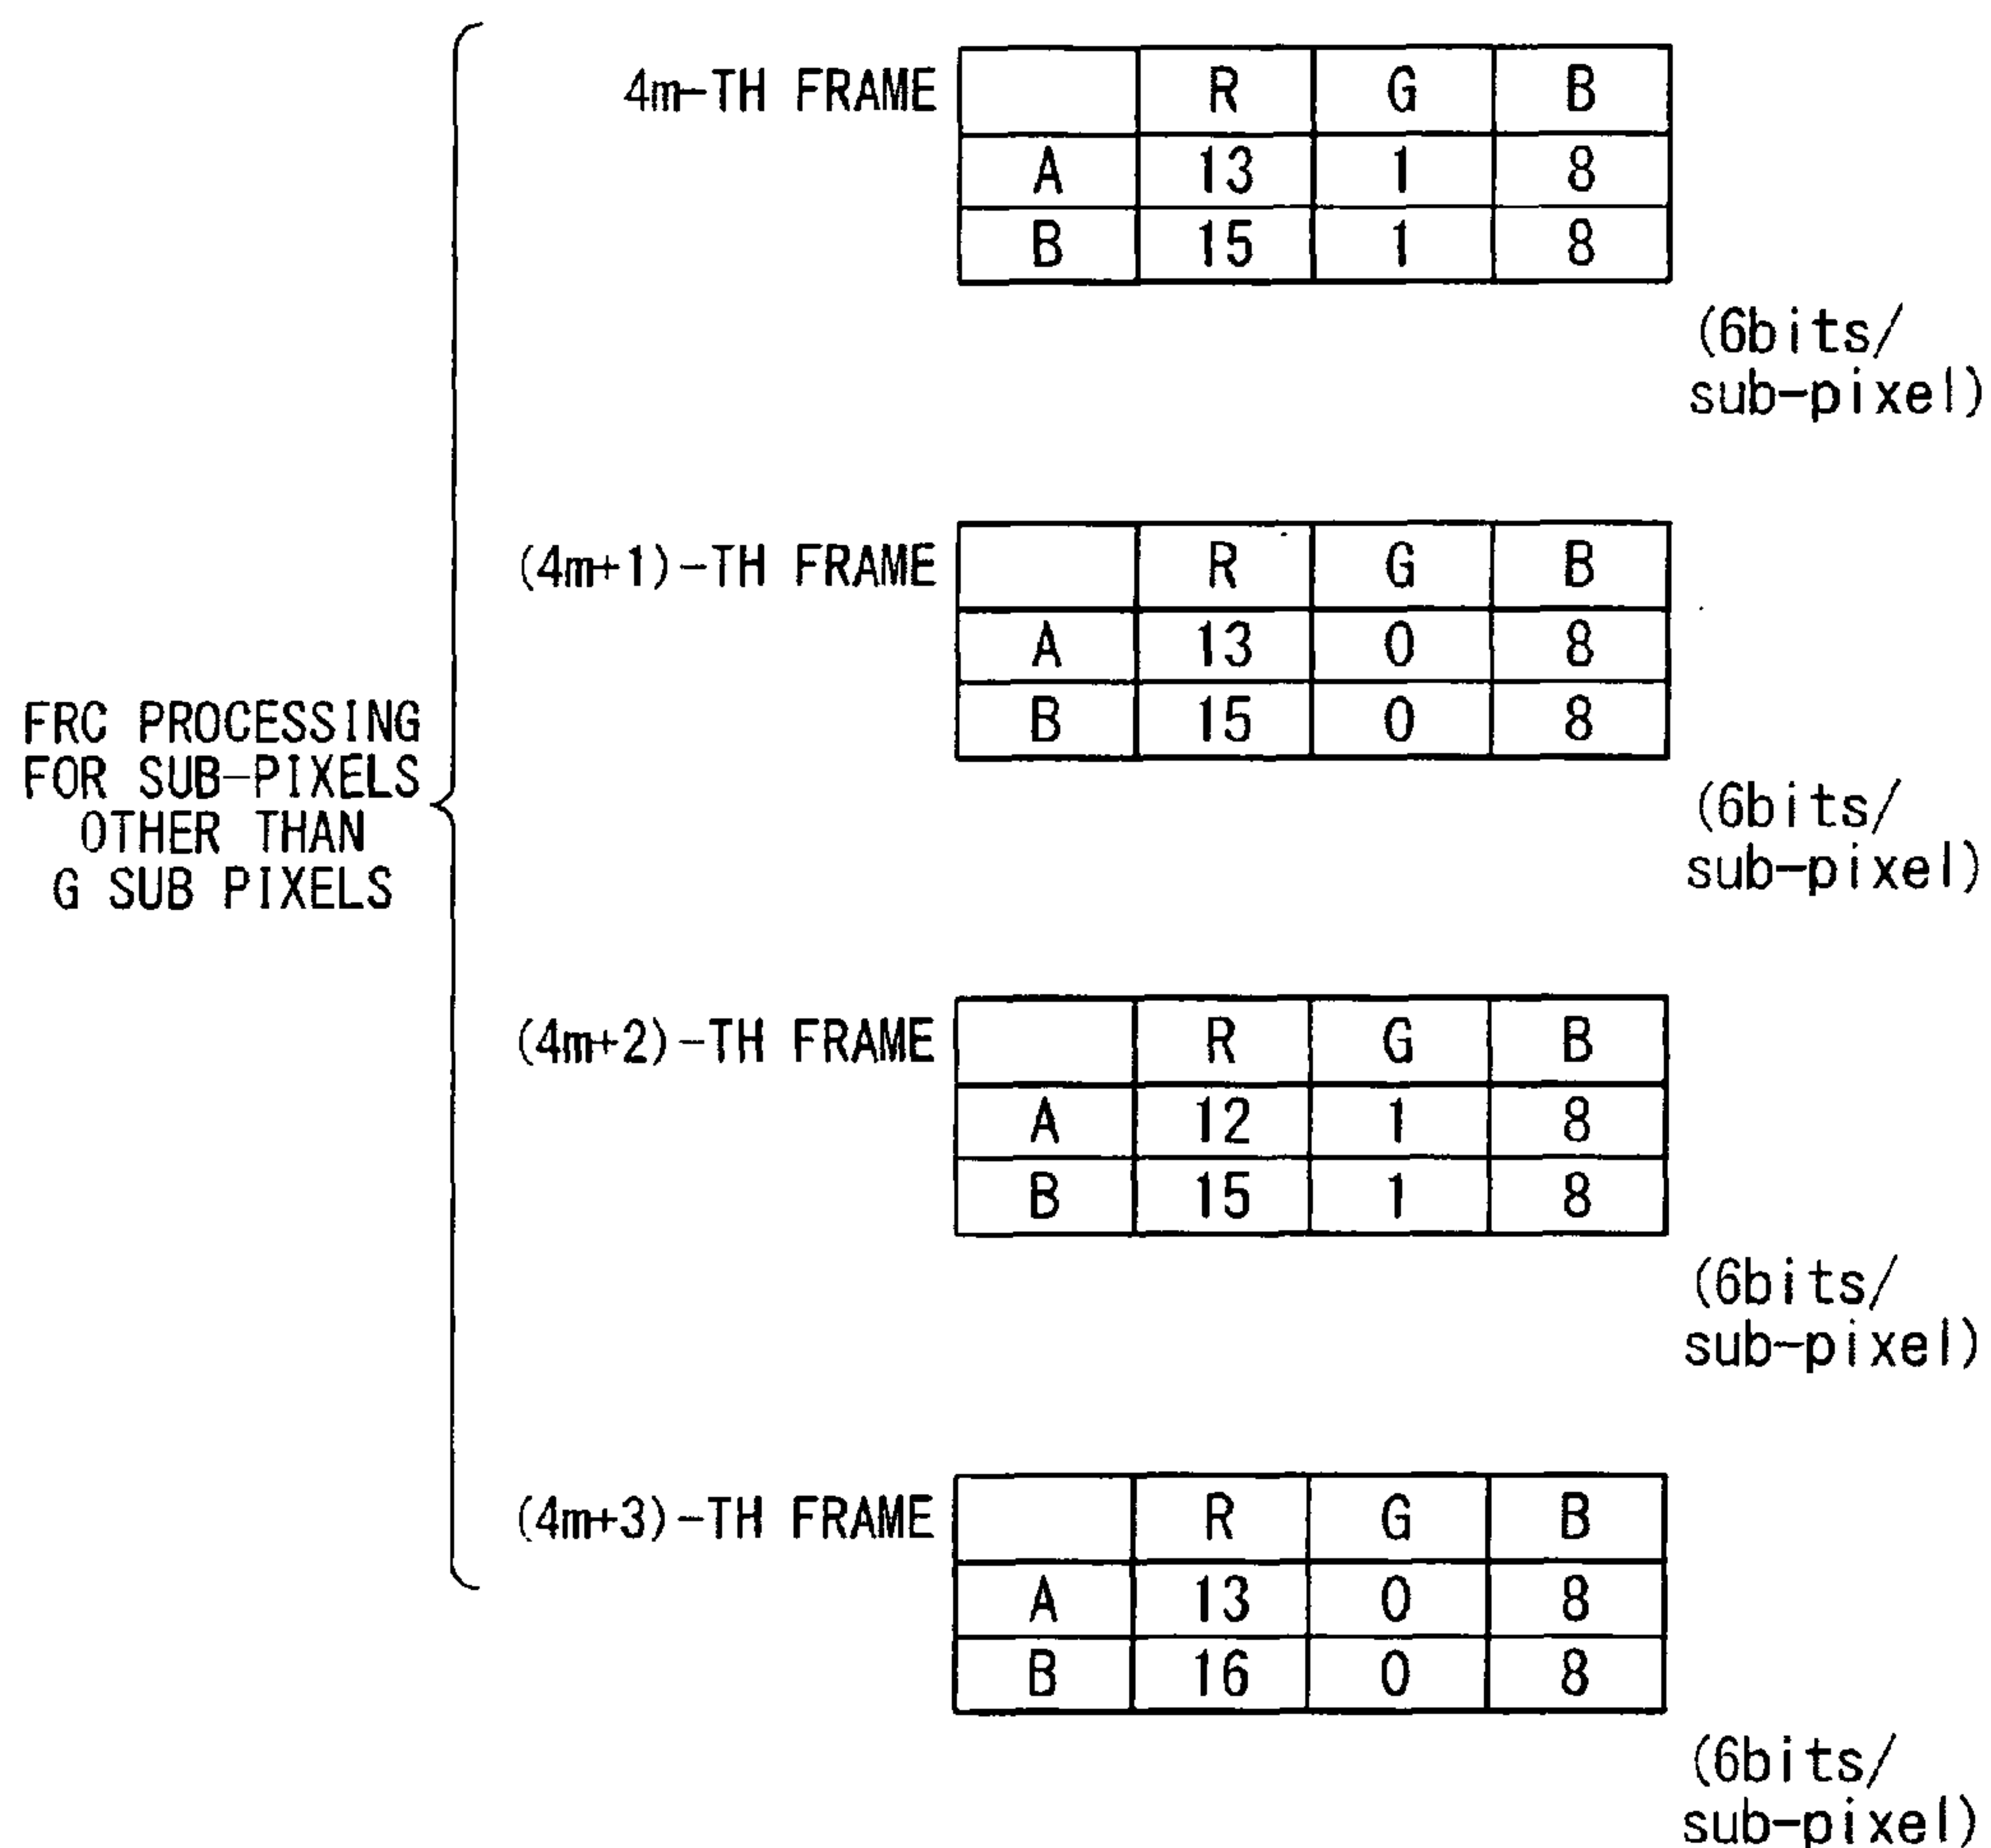 4m-TH FRAME
R G B
A 13 1 8
B 15 1 8
(6bits/
sub-pixel)
(4m+1)-TH FRAME
R G B
A 13 0 8
B 15 0 8
(6bits/
sub-pixel)
FRC PROCESSING
FOR SUB-PIXELS
OTHER THAN
G SUB PIXELS
(4m+2)-TH FRAME
R G B
A 12 1 8
B 15 1 8
(6bits/
sub-pixel)
(4m+3)-TH FRAME
R G B
A 13 0 8
B 16 0 8
(6bits/
sub-pixel)